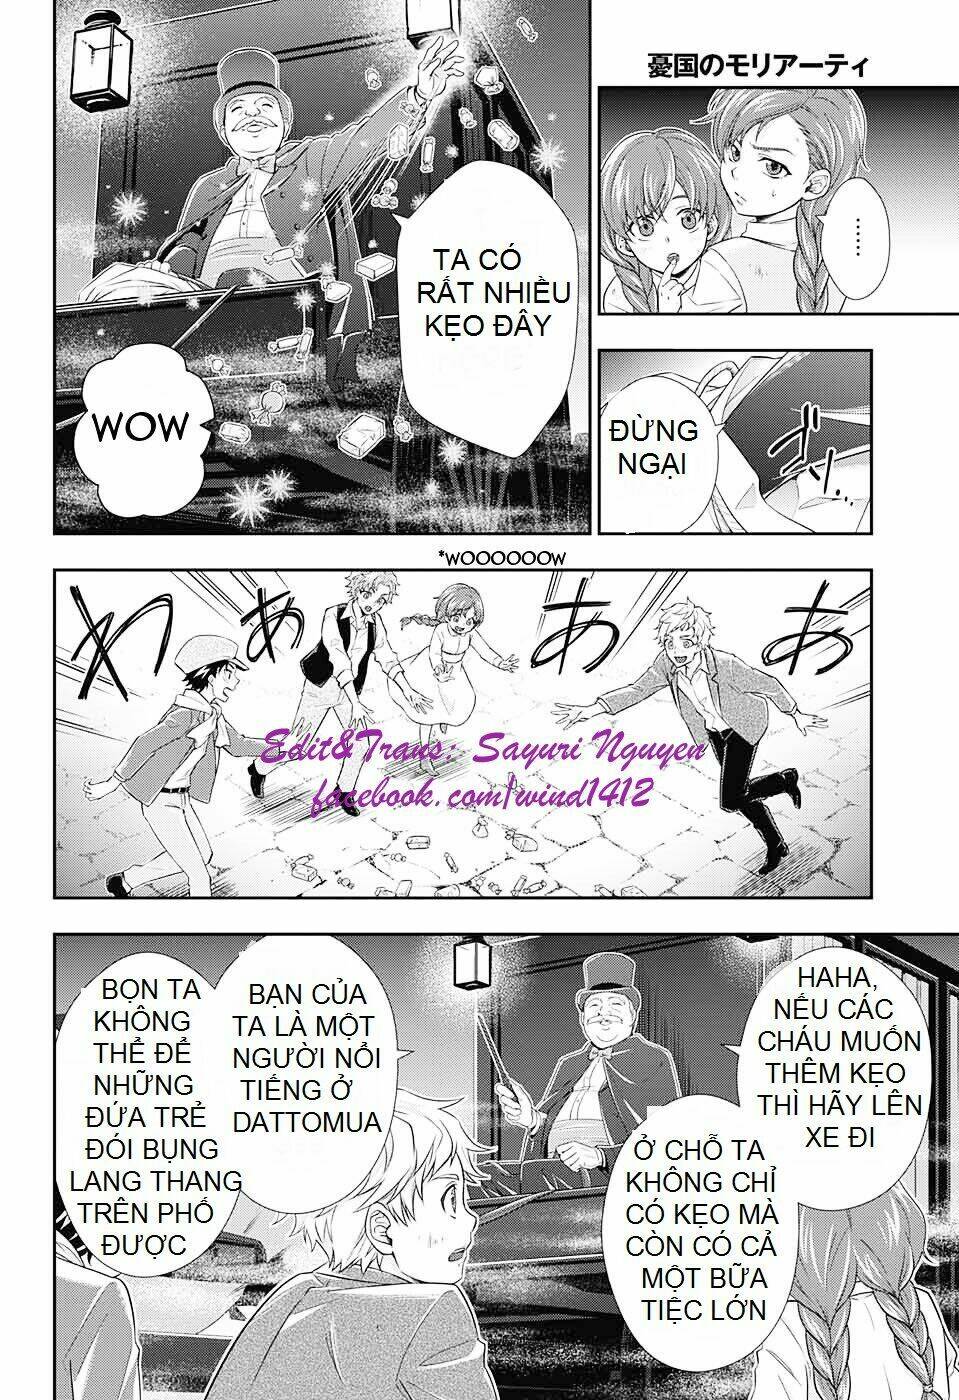 憂国のモリアーティ
………
ĐỪNG
NGẠI
TA CÓ
RẤT NHIỀU
KẸO ĐÂY
WOW
*WOOOOOOW
わあああ
Edit&Trans: Sayuri Nguyen
facebook.com/wind1412
HAHA,
NẾU CÁC
CHÁU MUỐN
THÊM KẸO
THÌ HÃY LÊN
XE ĐI
Ở CHỖ TA
KHÔNG CHỈ
CÓ KẸO MÀ
CÒN CÓ CẢ
MỘT BỮA
TIỆC LỚN
BẠN CỦA
TA LÀ MỘT
NGƯỜI NỔI
TIẾNG Ở
DATTOMUA
BỌN TA
KHÔNG
THỂ ĐỂ
NHỮNG
ĐỨA TRẺ
ĐÓI BỤNG
LANG THANG
TRÊN PHỐ
ĐƯỢC